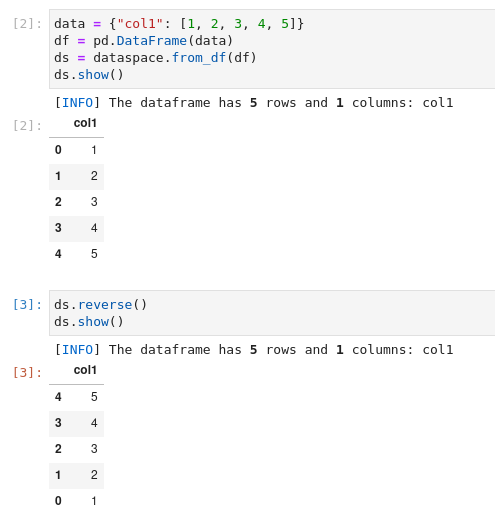 [2]: data = {"col1": [1, 2, 3, 4, 5]}
df = pd.DataFrame(data)
ds = dataspace.from_df(df)
ds.show()
[INFO] The dataframe has 5 rows and 1 columns: col1
[2]: col1
0 1
1 2
2 3
3 4
4 5
[3]: ds.reverse()
ds.show()
[INFO] The dataframe has 5 rows and 1 columns: col1
[3]: col1
4 5
3 4
2 3
1 2
0 1